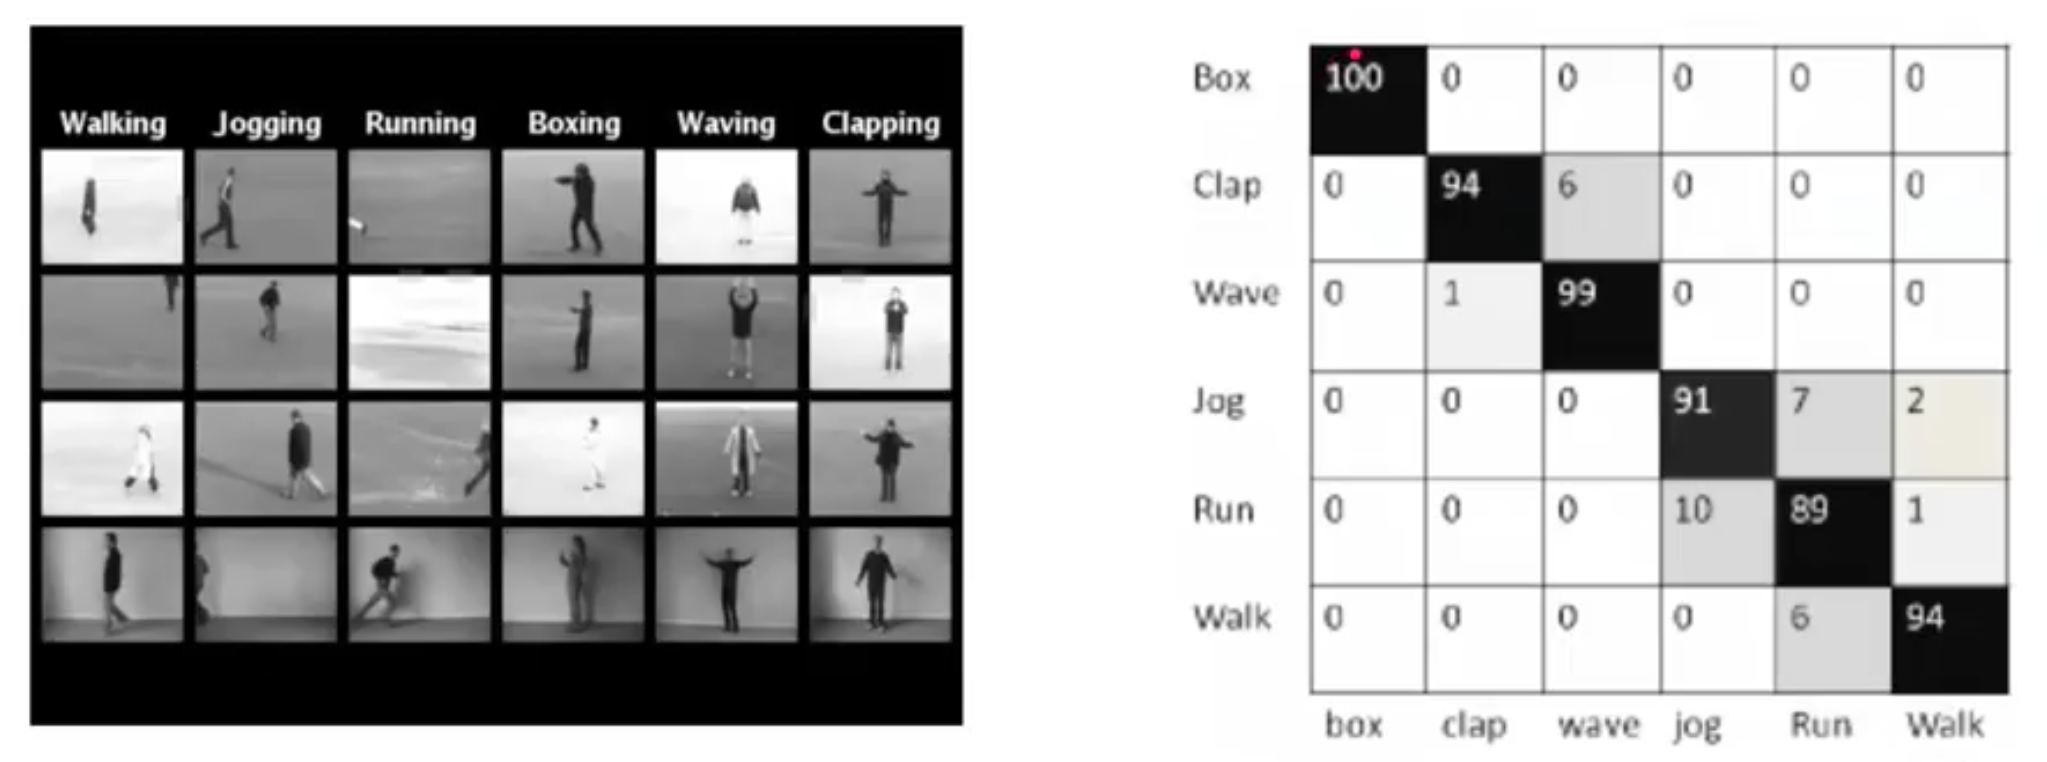 Walking Jogging Running Boxing Waving Clapping
Box 100 0 0 0 0 0
Clap 0 94 6 0 0 0
Wave 0 1 99 0 0 0
Jog 0 0 0 91 7 2
Run 0 0 0 10 89 1
Walk 0 0 0 0 6 94
box clap wave jog Run Walk